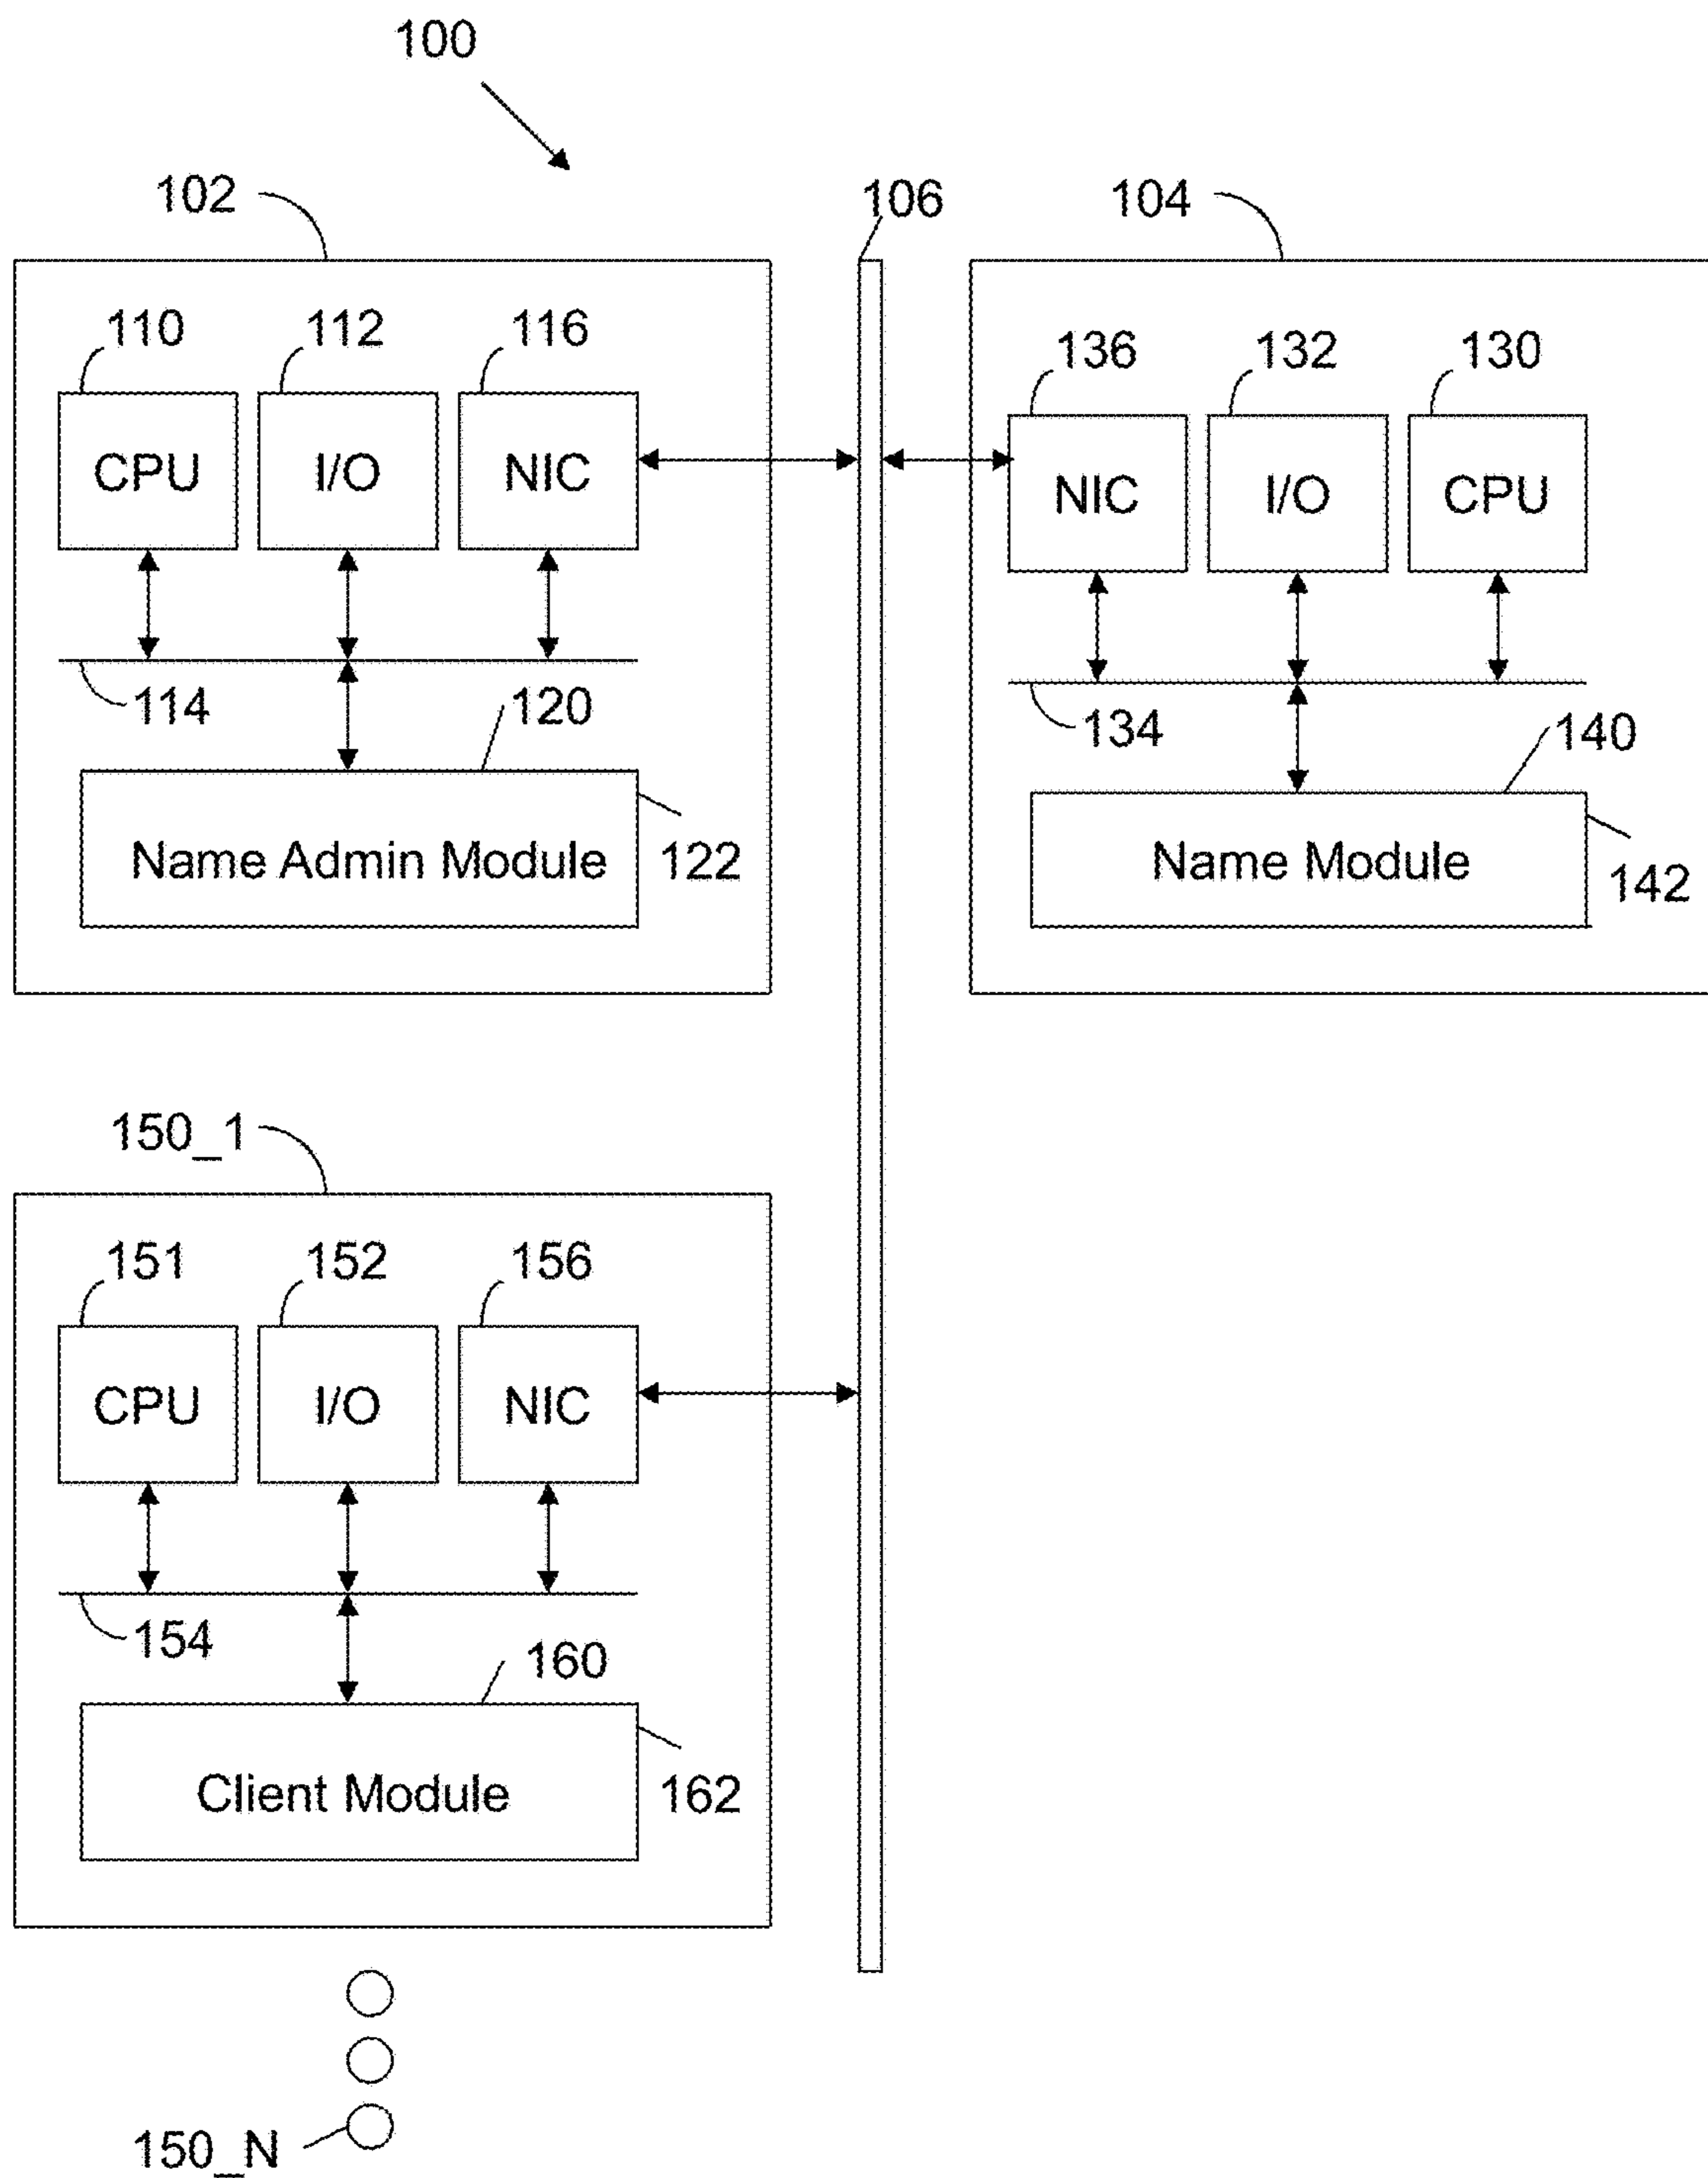 100
102
106
104
110
112
116
136
132
130
CPU
I/O
NIC
NIC
I/O
CPU
114
120
134
140
Name Admin Module
122
Name Module
142
150_1
151
152
156
CPU
I/O
NIC
154
160
Client Module
162
150_N